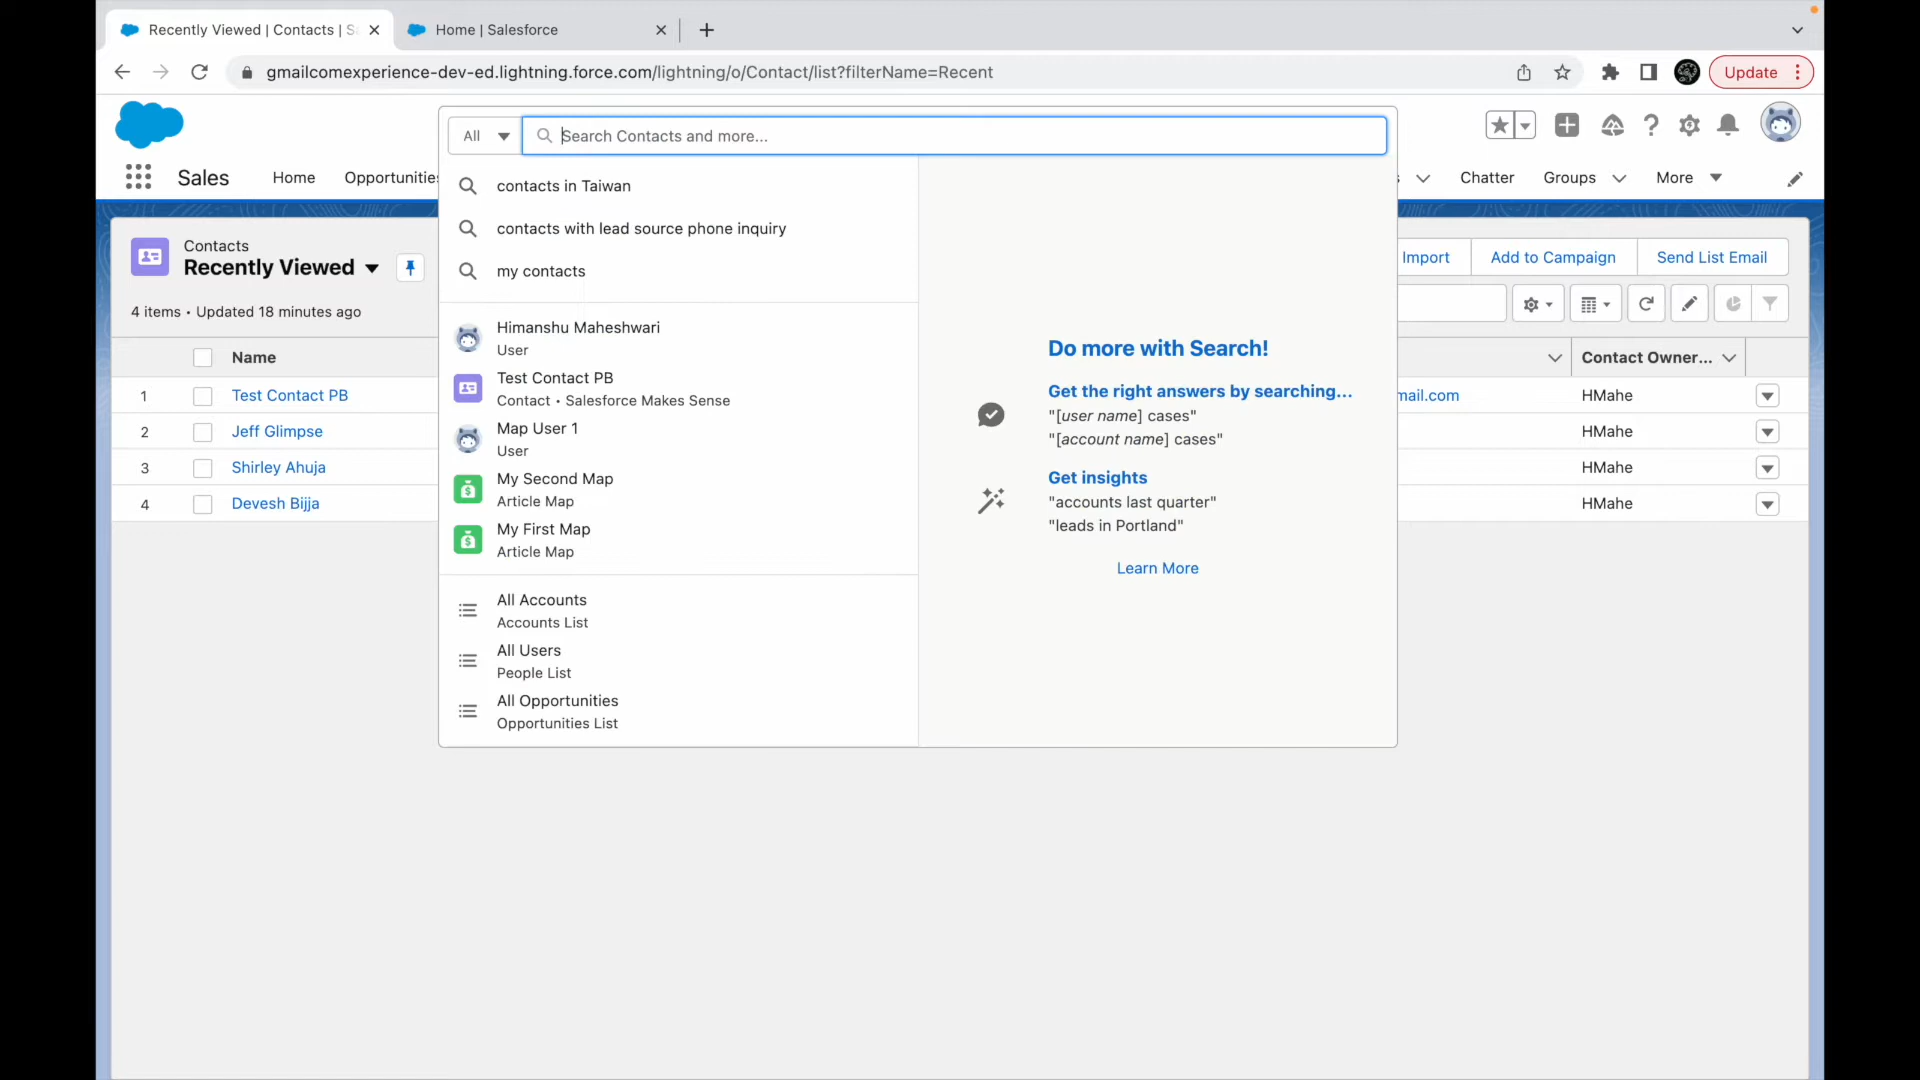 Recently Viewed | Contacts | S
Home | Salesforce
gmailcomexperience-dev-ed.lightning.force.com/lightning/o/Contact/list?filterName=Recent
Update
All
Search Contacts and more...
Sales
Home
Opportunities
Chatter
Groups
More
Contacts
Recently Viewed
4 items • Updated 18 minutes ago
Import
Add to Campaign
Send List Email
Name
Contact Owner...
1 Test Contact PB
mail.com
HMahe
2 Jeff Glimpse
HMahe
3 Shirley Ahuja
HMahe
4 Devesh Bijja
HMahe
contacts in Taiwan
contacts with lead source phone inquiry
my contacts
Himanshu Maheshwari
User
Test Contact PB
Contact • Salesforce Makes Sense
Map User 1
User
My Second Map
Article Map
My First Map
Article Map
All Accounts
Accounts List
All Users
People List
All Opportunities
Opportunities List
Do more with Search!
Get the right answers by searching...
"[user name] cases"
"[account name] cases"
Get insights
"accounts last quarter"
"leads in Portland"
Learn More